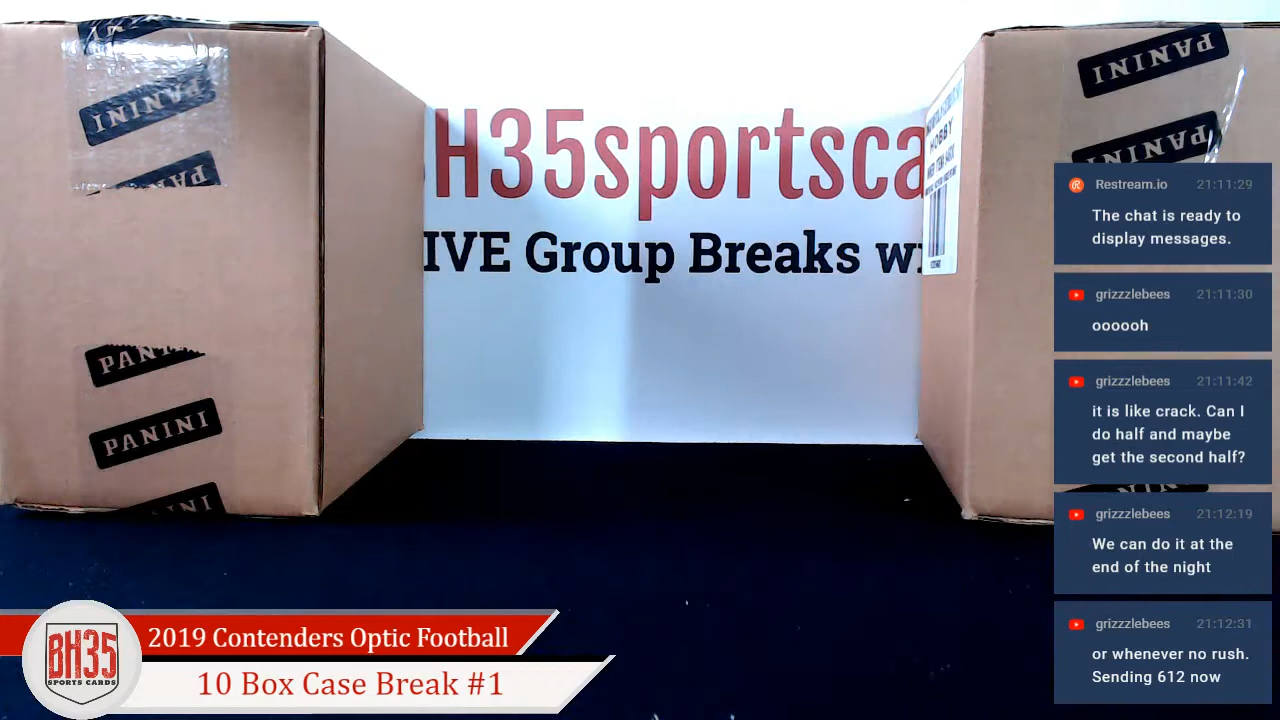 PANINI
PANINI
PANINI
PANINI
PANINI
H35sportsca
IVE Group Breaks w
HOBBY
PANINI
PANINI
Restream.io 21:11:29
The chat is ready to
display messages.
grizzzlebees 21:11:30
oooooh
grizzzlebees 21:11:42
it is like crack. Can I
do half and maybe
get the second half?
grizzzlebees 21:12:19
We can do it at the
end of the night
grizzzlebees 21:12:31
or whenever no rush.
Sending 612 now
BH35
SPORTS CARDS
2019 Contenders Optic Football
10 Box Case Break #1